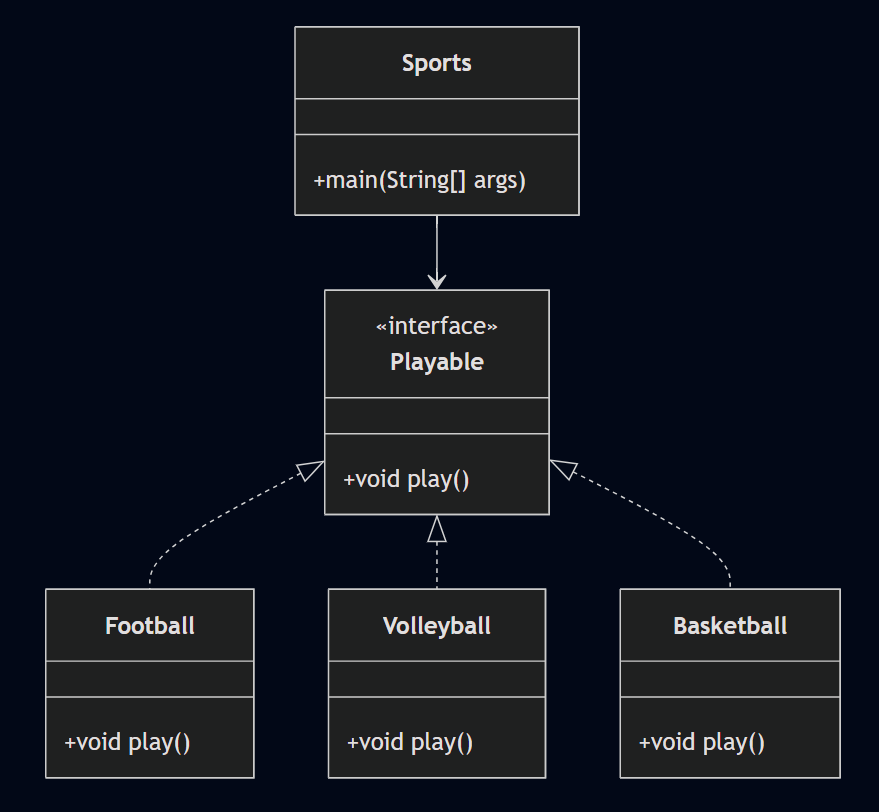 Sports
+main(String[] args)
«interface»
Playable
+void play()
Football
+void play()
Volleyball
+void play()
Basketball
+void play()